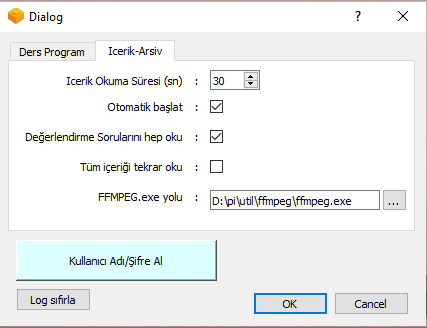 Dialog
Ders Program
Icerik-Arsiv
Icerik Okuma Süresi (sn) : 30
Otomatik başlat :
Değerlendirme Sorularını hep oku :
Tüm içeriği tekrar oku :
FFMPEG.exe yolu : D:\pi\util\ffmpeg\ffmpeg.exe ...
Kullanıcı Adı/Şifre Al
Log sıfırla
OK
Cancel